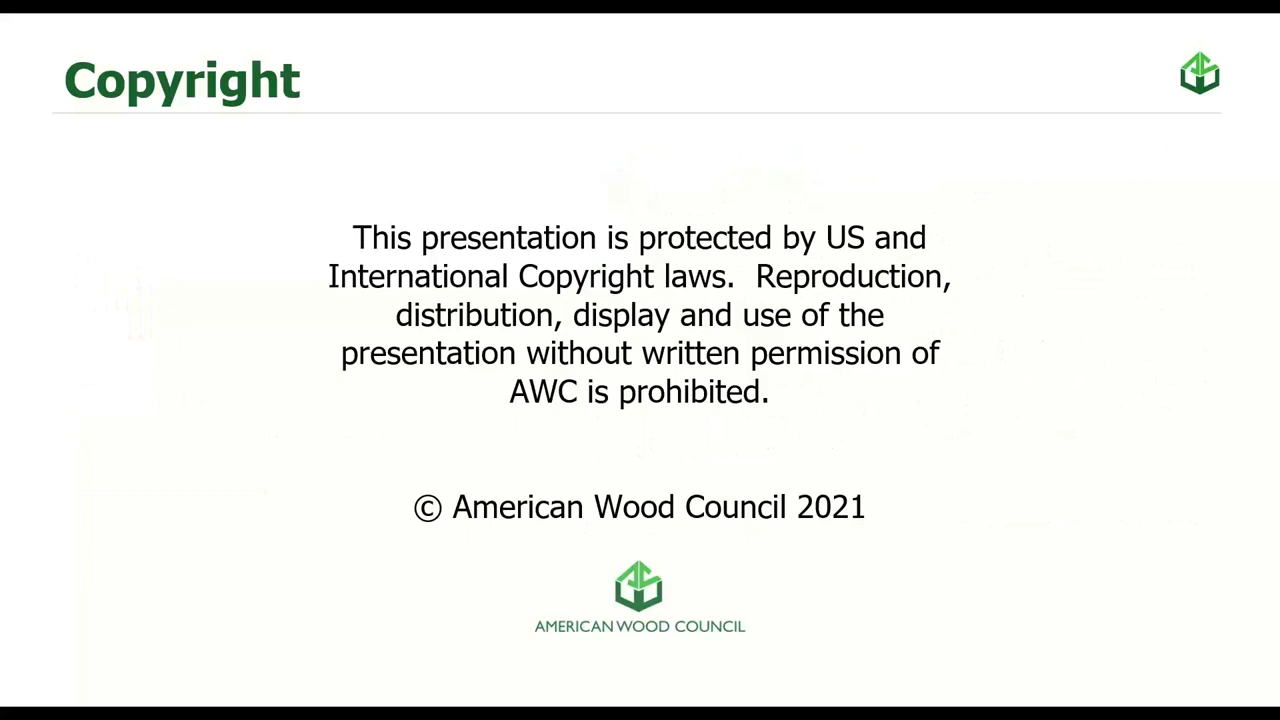 Copyright
This presentation is protected by US and
International Copyright laws.  Reproduction,
distribution, display and use of the
presentation without written permission of
AWC is prohibited.
© American Wood Council 2021
AMERICAN WOOD COUNCIL